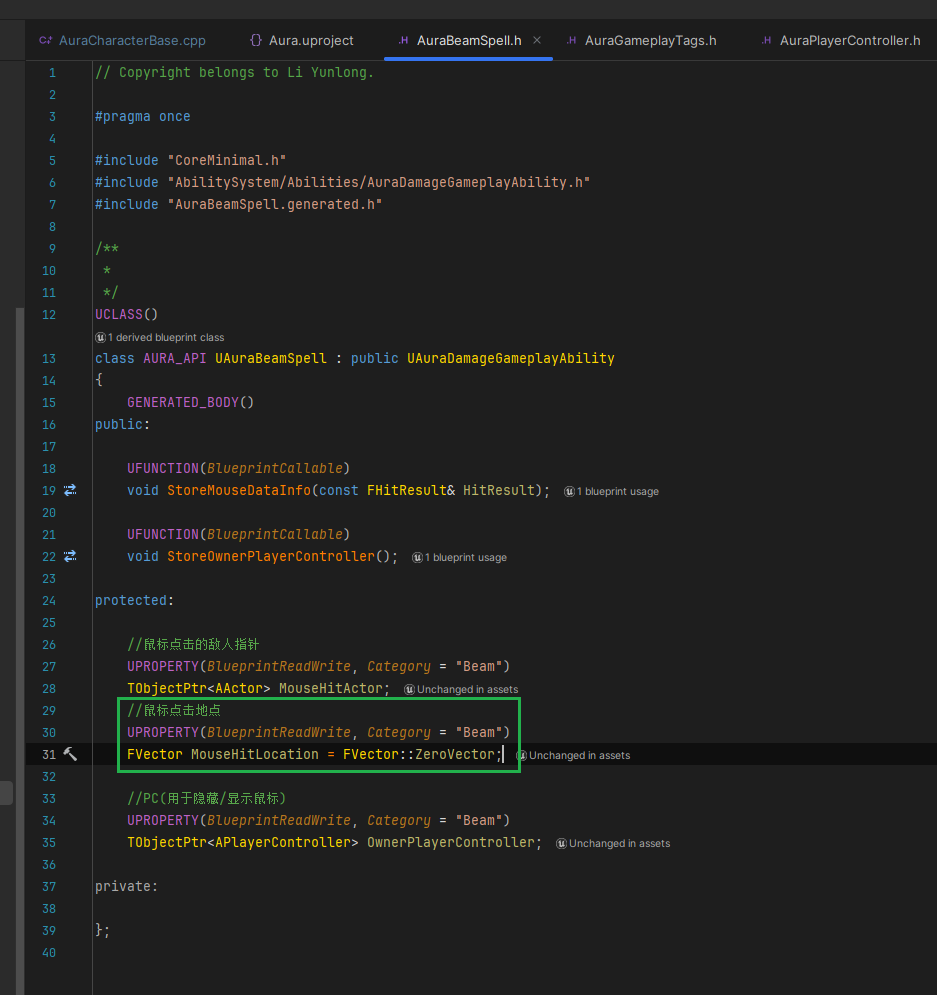 C++ AuraCharacterBase.cpp {} Aura.uproject .H AuraBeamSpell.h × .H AuraGameplayTags.h .H AuraPlayerController.h
1 // Copyright belongs to Li Yunlong.
2
3 #pragma once
4
5 #include "CoreMinimal.h"
6 #include "AbilitySystem/Abilities/AuraDamageGameplayAbility.h"
7 #include "AuraBeamSpell.generated.h"
8
9 /**
10 *
11 */
12 UCLASS()
1 derived blueprint class
13 class AURA_API UAuraBeamSpell : public UAuraDamageGameplayAbility
14 {
15 GENERATED_BODY()
16 public:
17
18 UFUNCTION(BlueprintCallable)
19 void StoreMouseDataInfo(const FHitResult& HitResult); 1 blueprint usage
20
21 UFUNCTION(BlueprintCallable)
22 void StoreOwnerPlayerController(); 1 blueprint usage
23
24 protected:
25
26 //鼠标点击的敌人指针
27 UPROPERTY(BlueprintReadWrite, Category = "Beam")
28 TObjectPtr<AActor> MouseHitActor; Unchanged in assets
29 //鼠标点击地点
30 UPROPERTY(BlueprintReadWrite, Category = "Beam")
31 FVector MouseHitLocation = FVector::ZeroVector; Unchanged in assets
32
33 //PC(用于隐藏/显示鼠标)
34 UPROPERTY(BlueprintReadWrite, Category = "Beam")
35 TObjectPtr<APlayerController> OwnerPlayerController; Unchanged in assets
36
37 private:
38
39 };
40